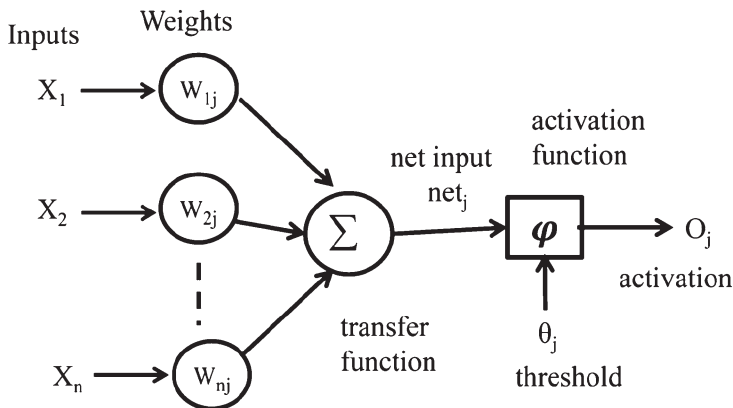 Inputs
Weights
X1
W1j
X2
W2j
Xn
Wnj
Σ
transfer
function
net input
netj
activation
function
φ
θj
threshold
Oj
activation